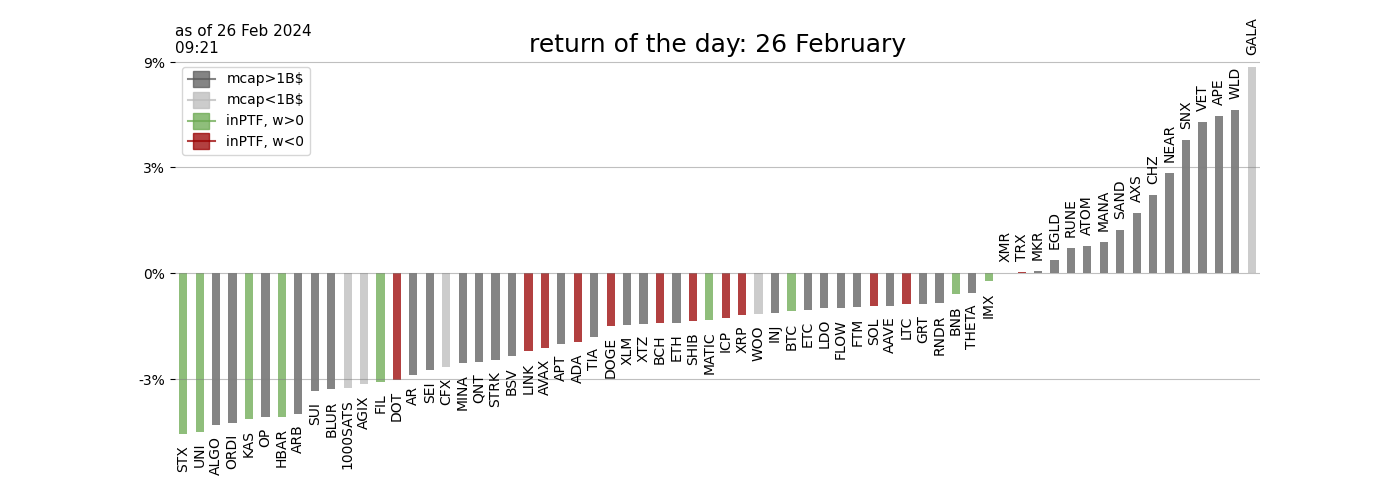 as of 26 Feb 2024
09:21
return of the day: 26 February
9%
3%
0%
-3%
mcap>1B$
mcap<1B$
inPTF, w>0
inPTF, w<0
STX
UNI
ALGO
ORDI
KAS
OP
HBAR
ARB
SUI
BLUR
1000SATS
AGIX
FIL
DOT
AR
SEI
CFX
MINA
QNT
STRK
BSV
LINK
AVAX
APT
ADA
TIA
DOGE
XLM
XTZ
BCH
ETH
SHIB
MATIC
ICP
XRP
WOO
INJ
BTC
ETC
LDO
FLOW
FTM
SOL
AAVE
LTC
GRT
RNDR
BNB
THETA
IMX
XMR
TRX
MKR
EGLD
RUNE
ATOM
MANA
SAND
AXS
CHZ
NEAR
SNX
VET
APE
WLD
GALA